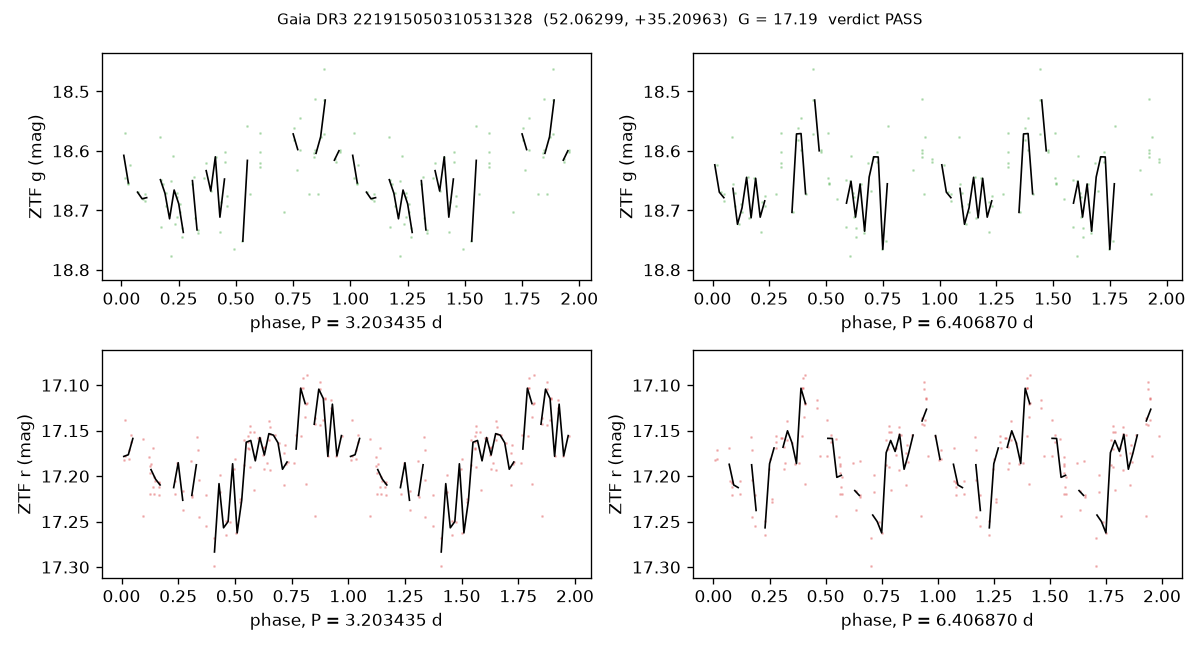 Gaia DR3 221915050310531328 (52.06299, +35.20963) G = 17.19 verdict PASS
ZTF g (mag)
18.5
18.6
18.7
18.8
0.00 0.25 0.50 0.75 1.00 1.25 1.50 1.75 2.00
phase, P = 3.203435 d
ZTF g (mag)
18.5
18.6
18.7
18.8
0.00 0.25 0.50 0.75 1.00 1.25 1.50 1.75 2.00
phase, P = 6.406870 d
ZTF r (mag)
17.10
17.15
17.20
17.25
17.30
0.00 0.25 0.50 0.75 1.00 1.25 1.50 1.75 2.00
phase, P = 3.203435 d
ZTF r (mag)
17.10
17.15
17.20
17.25
17.30
0.00 0.25 0.50 0.75 1.00 1.25 1.50 1.75 2.00
phase, P = 6.406870 d